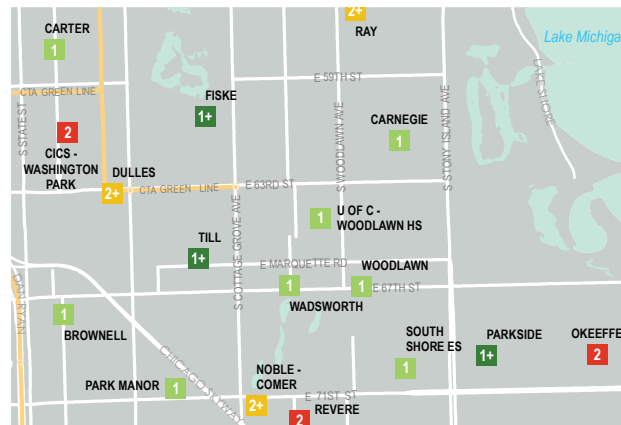 CARTER
1
2+
RAY
Lake Michiga
E 59TH ST
CTA GREEN LINE
LAKE SHORE
S STATE ST
FISKE
1+
S WOODLAWN AVE
S STONY ISLAND AVE
CARNEGIE
1
2
CICS -
WASHINGTON
PARK
DULLES
2+
CTA GREEN LINE
E 63RD ST
S COTTAGE GROVE AVE
1
U OF C -
WOODLAWN HS
TILL
1+
E MARQUETTE RD
WOODLAWN
1
1
E 67TH ST
WADSWORTH
DAN RYAN
1
BROWNELL
CHICAGO SKYWAY
SOUTH
SHORE ES
1
PARKSIDE
1+
OKEEFFE
2
PARK MANOR
1
NOBLE -
COMER
2+
E 71ST ST
2
REVERE